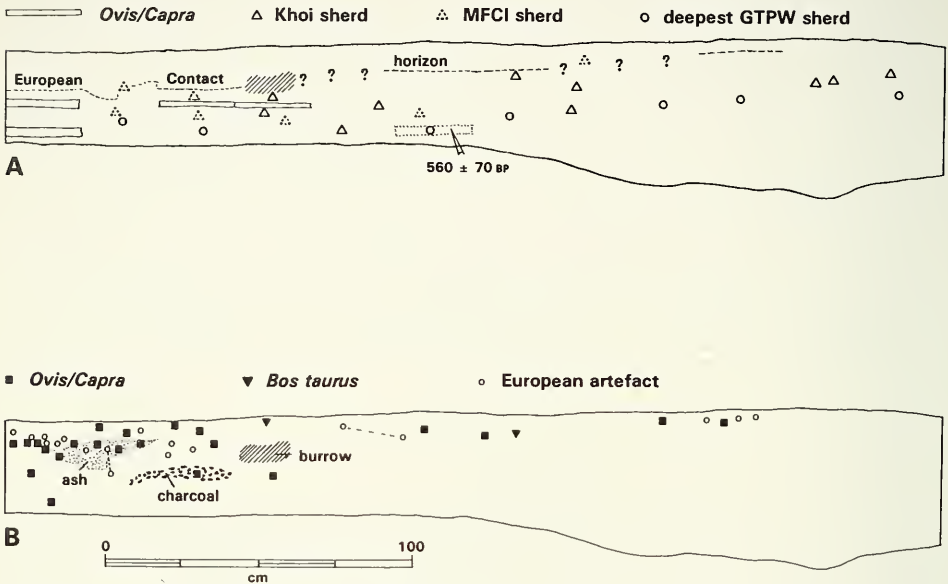 Ovis/Capra Khoi sherd MFCI sherd deepest GTPW sherd
European Contact ? ? ? horizon ? ? ?
560 ± 70 BP
A
Ovis/Capra Bos taurus European artefact
burrow
ash
charcoal
B
0 100
cm